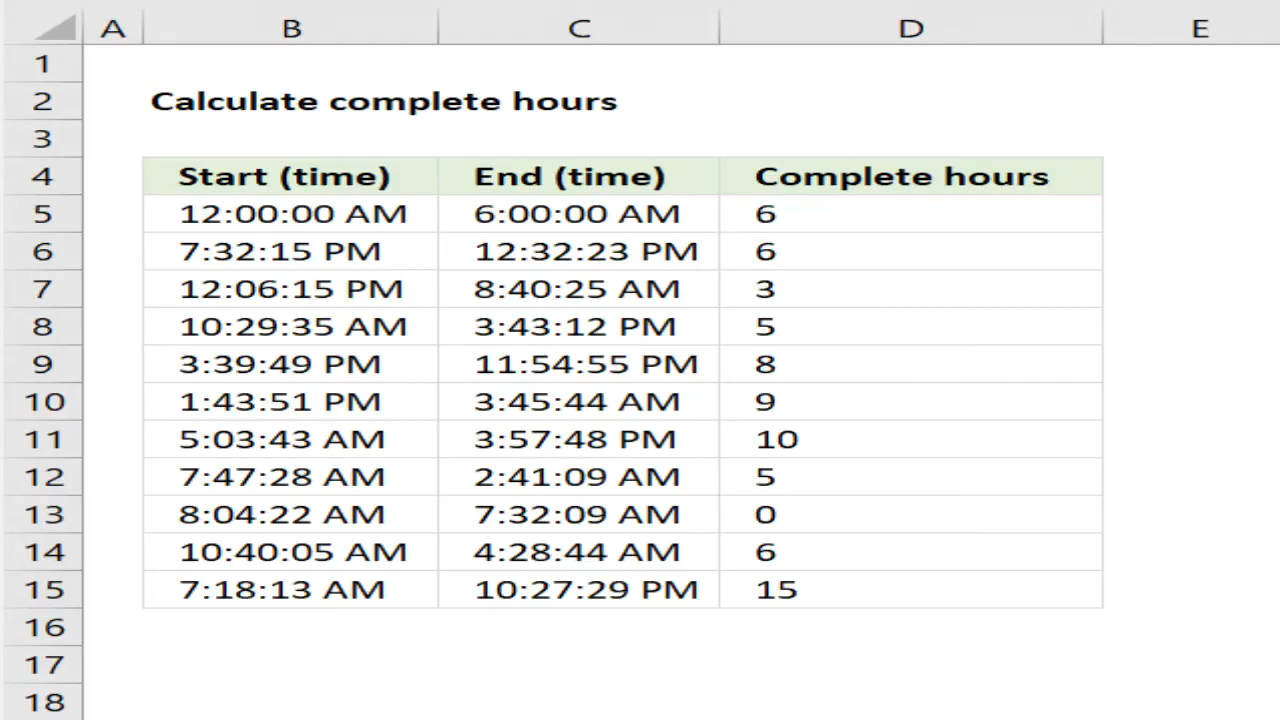 A B C D E
1
2 Calculate complete hours
3
4 Start (time) End (time) Complete hours
5 12:00:00 AM 6:00:00 AM 6
6 7:32:15 PM 12:32:23 PM 6
7 12:06:15 PM 8:40:25 AM 3
8 10:29:35 AM 3:43:12 PM 5
9 3:39:49 PM 11:54:55 PM 8
10 1:43:51 PM 3:45:44 AM 9
11 5:03:43 AM 3:57:48 PM 10
12 7:47:28 AM 2:41:09 AM 5
13 8:04:22 AM 7:32:09 AM 0
14 10:40:05 AM 4:28:44 AM 6
15 7:18:13 AM 10:27:29 PM 15
16
17
18